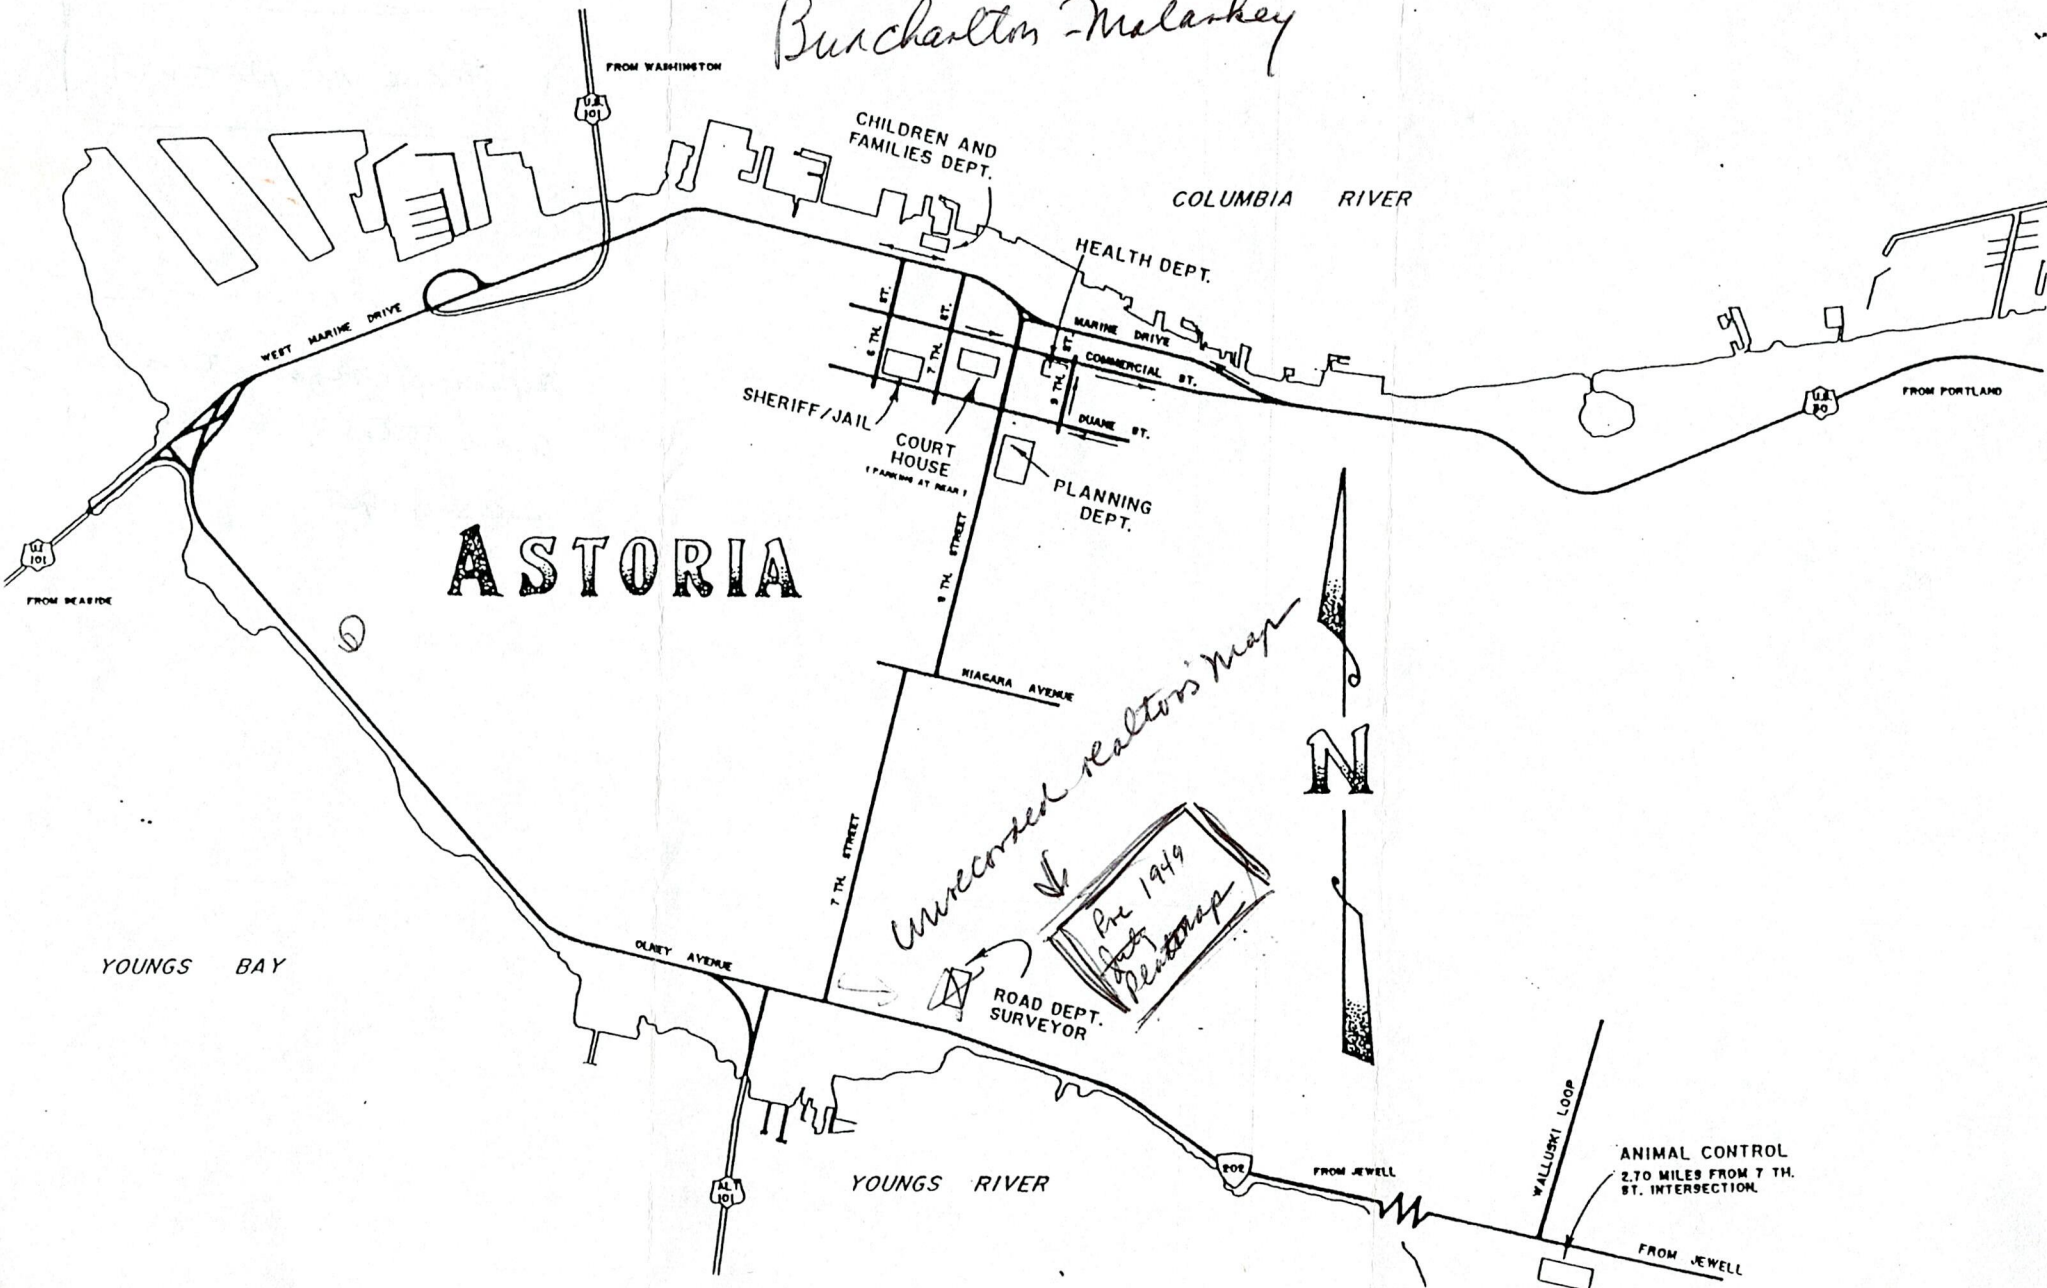 FROM WASHINGTON
U.S.
101
CHILDREN AND
FAMILIES DEPT.
COLUMBIA RIVER
HEALTH DEPT.
WEST MARINE DRIVE
MARINE DRIVE
COMMERCIAL ST.
6 TH. ST.
7 TH. ST.
9 TH. ST.
DUANE ST.
SHERIFF/JAIL
COURT
HOUSE
(PARKING AT REAR)
PLANNING
DEPT.
U.S.
30
FROM PORTLAND
101
FROM SEASIDE
ASTORIA
8 TH. STREET
NIAGARA AVENUE
unrecorded realtors' map
N
7 TH. STREET
Pre 1949
map
OLNEY AVENUE
YOUNGS BAY
ROAD DEPT.
SURVEYOR
ALT
101
YOUNGS RIVER
202
FROM JEWELL
WALLUSKI LOOP
ANIMAL CONTROL
2.70 MILES FROM 7 TH.
ST. INTERSECTION
FROM JEWELL